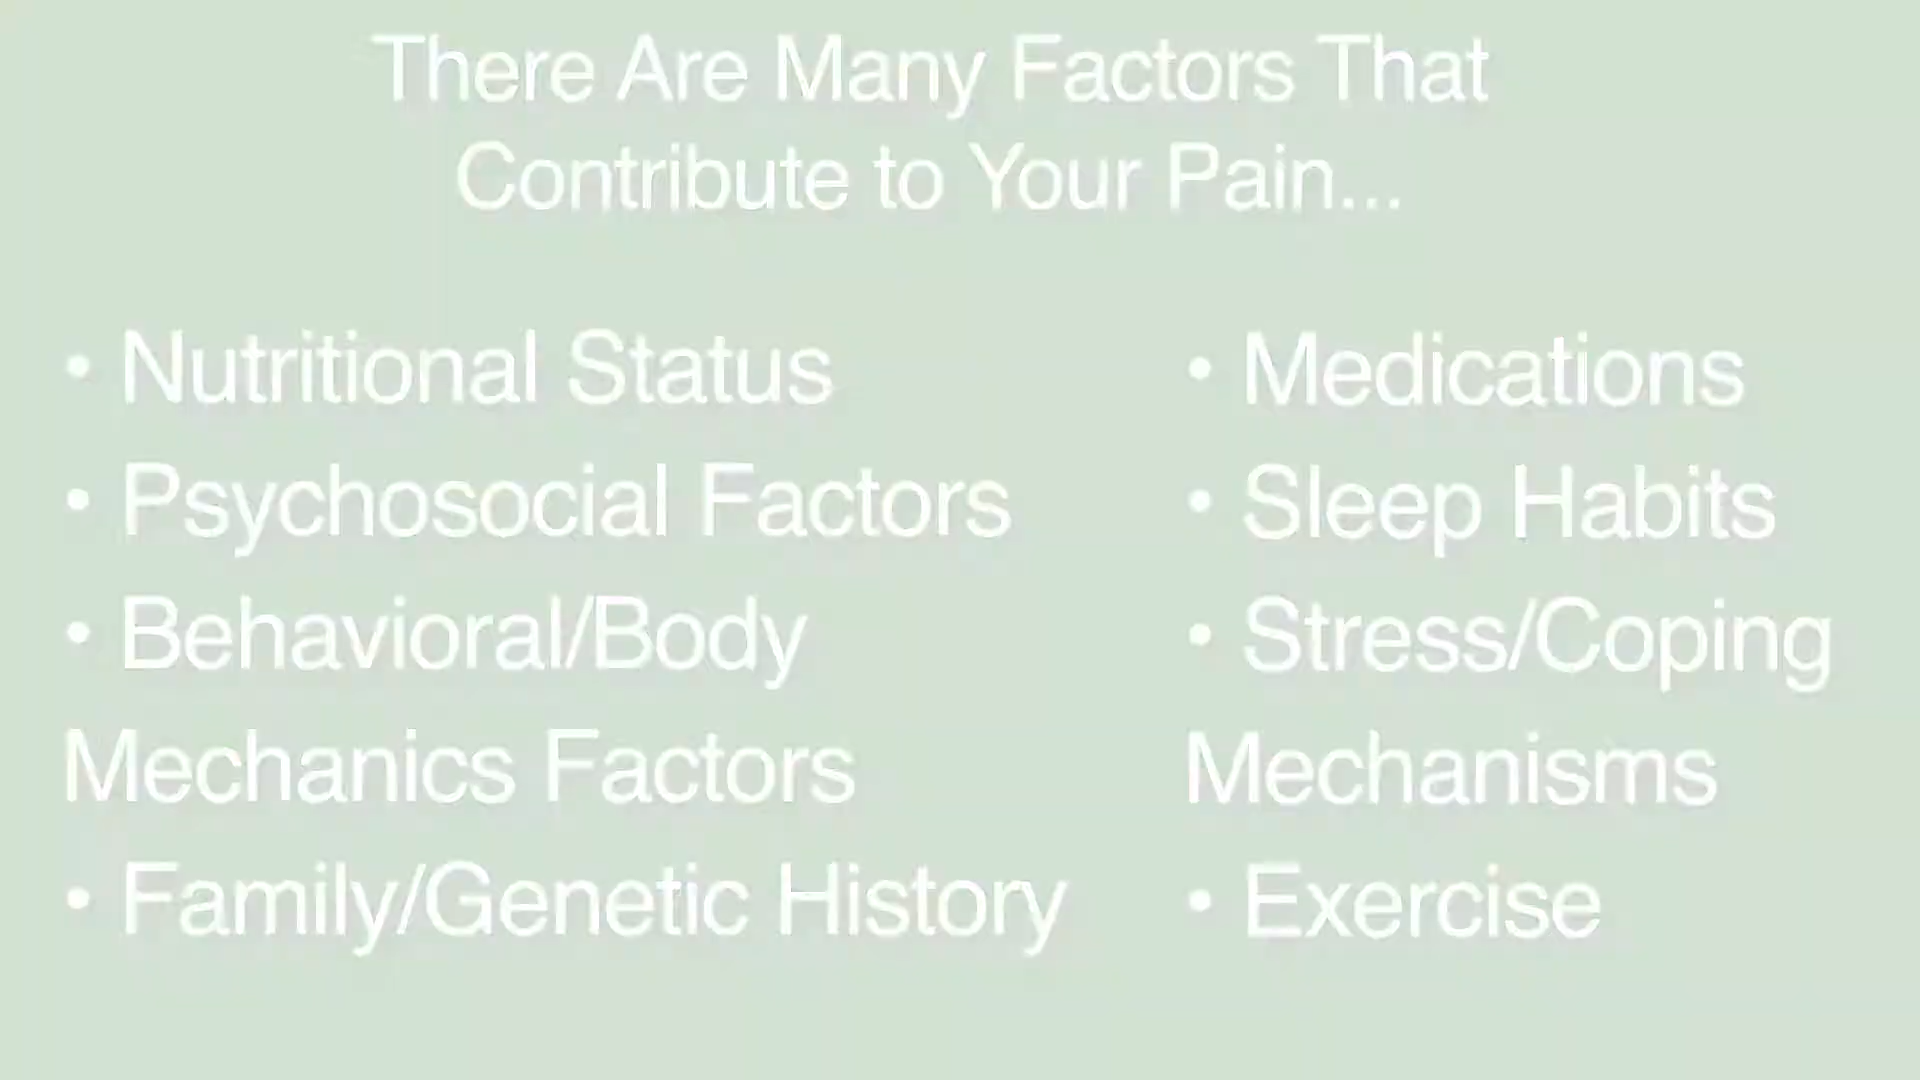 There Are Many Factors That
Contribute to Your Pain...
• Nutritional Status
• Psychosocial Factors
• Behavioral/Body
Mechanics Factors
• Family/Genetic History
• Medications
• Sleep Habits
• Stress/Coping
Mechanisms
• Exercise